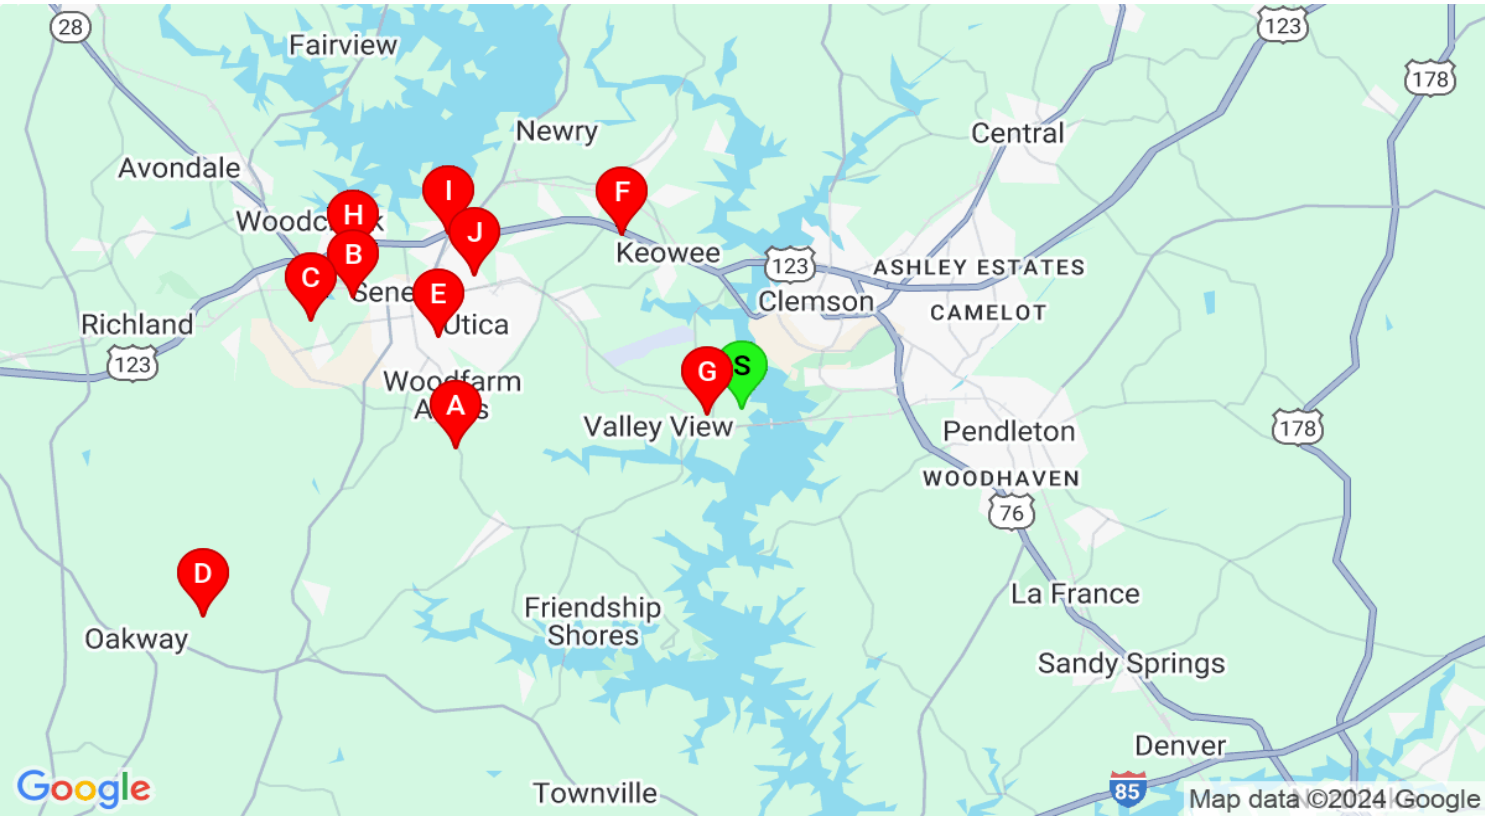 28
Fairview
123
178
Newry
Central
Avondale
I
F
Woodc k
H
J
B
Keowee
C
123
ASHLEY ESTATES
Sene
E
Clemson
CAMELOT
Richland
Utica
123
S
G
Woodfarm
A s
A
Valley View
Pendleton
178
WOODHAVEN
76
D
La France
Friendship
Shores
Oakway
Sandy Springs
Denver
Google
Townville
85
Map data ©2024 Google